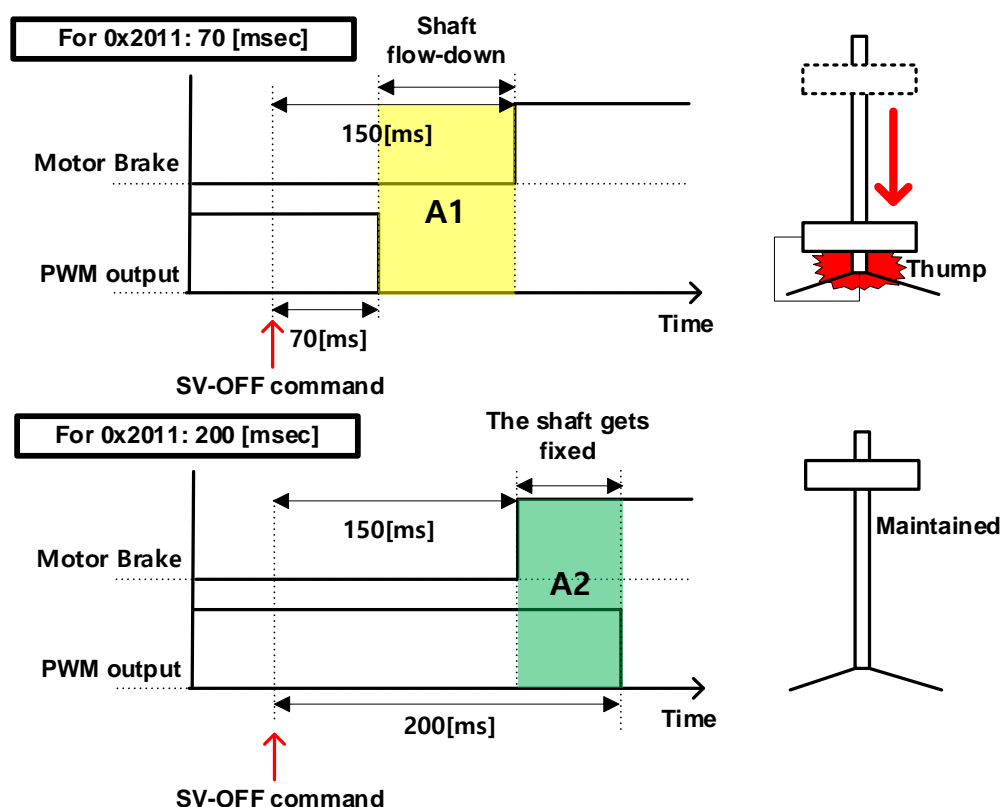 For 0x2011: 70 [msec]
Shaft
flow-down
150[ms]
Motor Brake
A1
PWM output
Thump
Time
70[ms]
SV-OFF command
For 0x2011: 200 [msec]
The shaft gets
fixed
150[ms]
Maintained
Motor Brake
A2
PWM output
Time
200[ms]
SV-OFF command